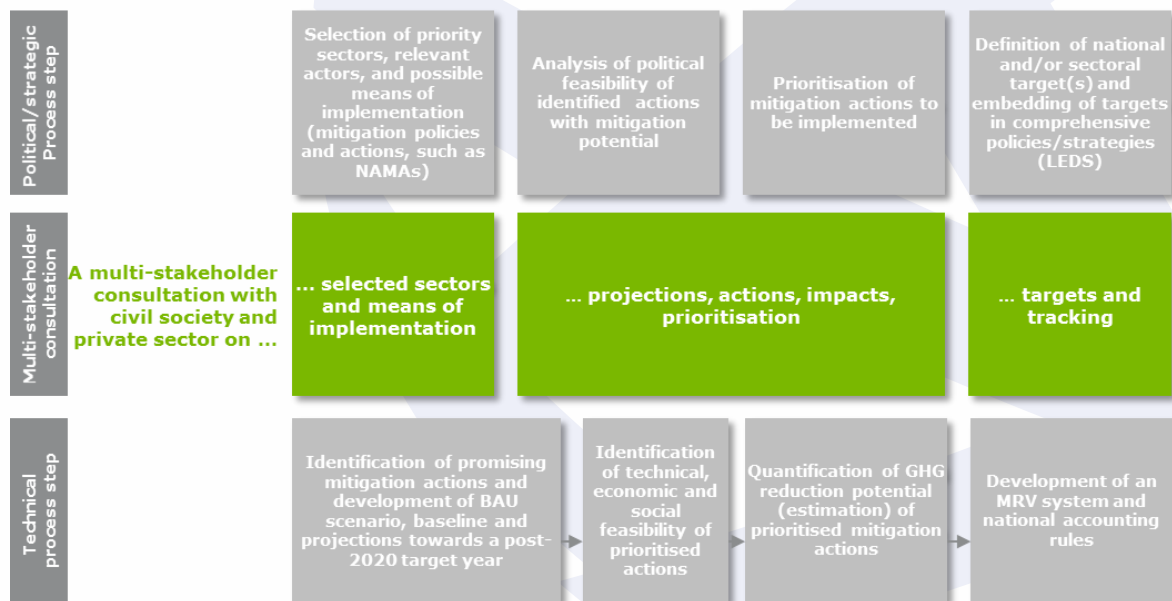 Political/strategic
Process step
Selection of priority
sectors, relevant
actors, and possible
means of
implementation
(mitigation policies
and actions, such as
NAMAs)
Analysis of political
feasibility of
identified actions
with mitigation
potential
Prioritisation of
mitigation actions to
be implemented
Definition of national
and/or sectoral
target(s) and
embedding of targets
in comprehensive
policies/strategies
(LEDS)
Multi-stakeholder
consultation
A multi-stakeholder
consultation with
civil society and
private sector on ...
... selected sectors
and means of
implementation
... projections, actions, impacts,
prioritisation
... targets and
tracking
Technical
process step
Identification of promising
mitigation actions and
development of BAU
scenario, baseline and
projections towards a post-
2020 target year
Identification
of technical,
economic and
social
feasibility of
prioritised
actions
Quantification of GHG
reduction potential
(estimation) of
prioritised mitigation
actions
Development of an
MRV system and
national accounting
rules